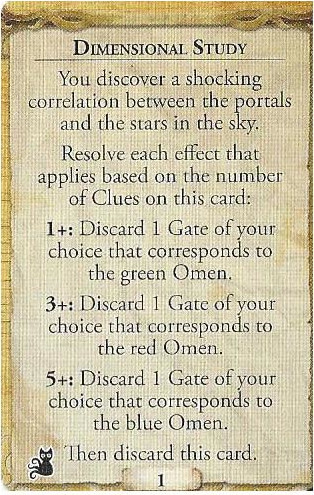 DIMENSIONAL STUDY
You discover a shocking
correlation between the portals
and the stars in the sky.
Resolve each effect that
applies based on the number
of Clues on this card:
1+: Discard 1 Gate of your
choice that corresponds to
the green Omen.
3+: Discard 1 Gate of your
choice that corresponds to
the red Omen.
5+: Discard 1 Gate of your
choice that corresponds to
the blue Omen.
Then discard this card.
1